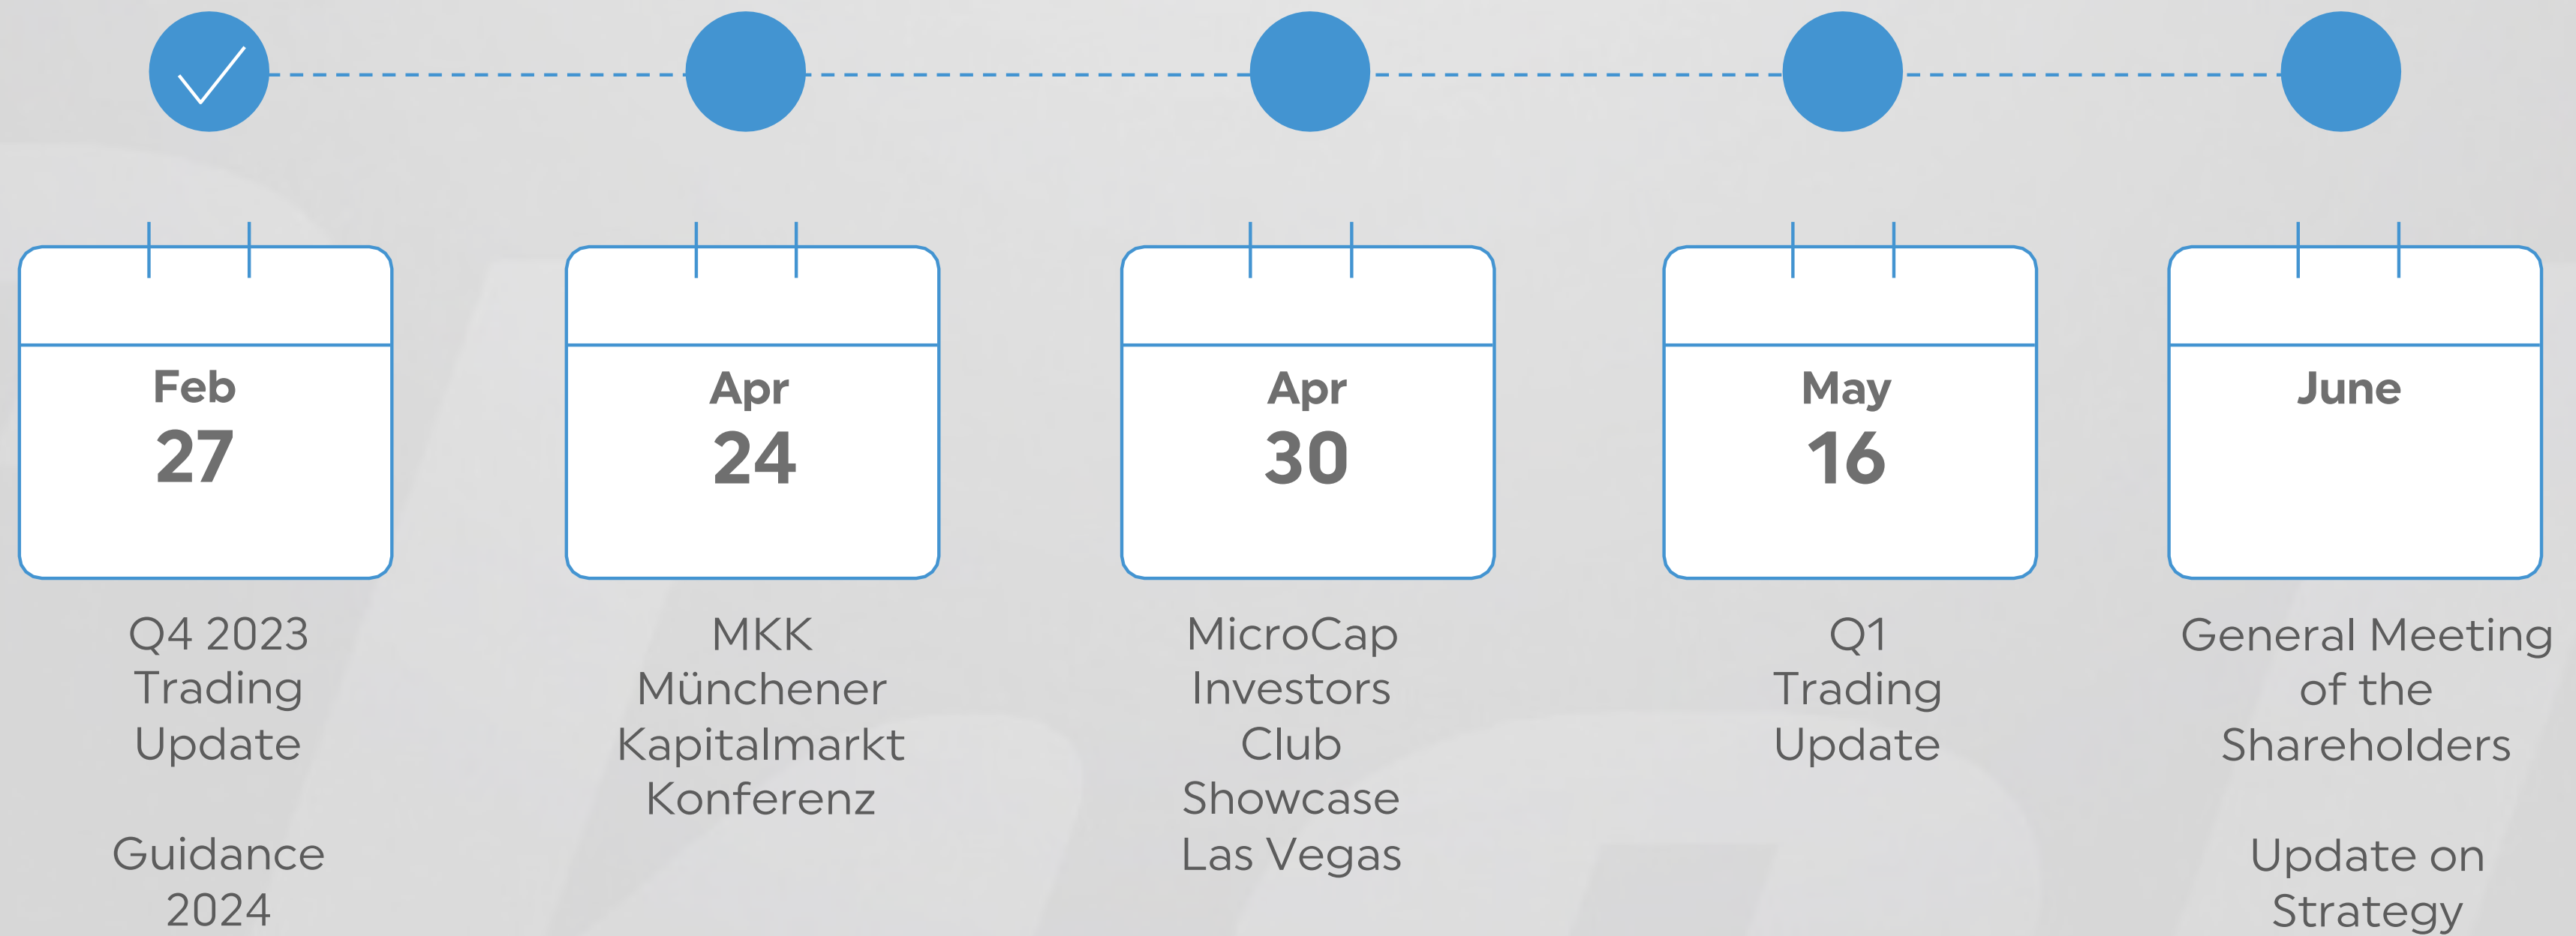 Feb
27
Q4 2023
Trading
Update
Guidance
2024
Apr
24
MKK
Münchener
Kapitalmarkt
Konferenz
Apr
30
MicroCap
Investors
Club
Showcase
Las Vegas
May
16
Q1
Trading
Update
June
General Meeting
of the
Shareholders
Update on
Strategy